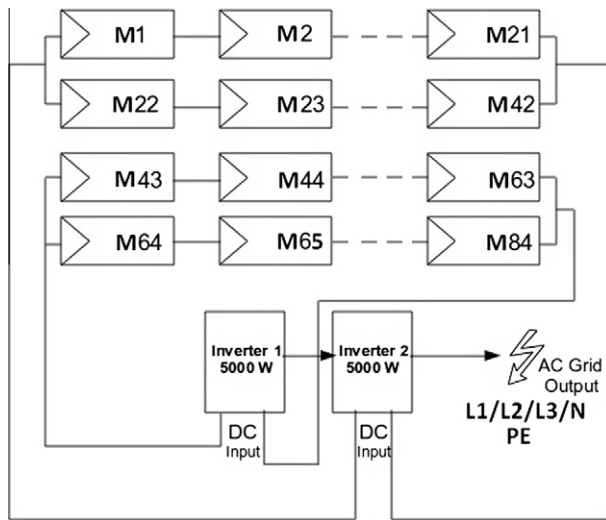 M1 M2 M21
M22 M23 M42
M43 M44 M63
M64 M65 M84
Inverter 1
5000 W
Inverter 2
5000 W
AC Grid
Output
L1/L2/L3/N
PE
DC
Input
DC
Input